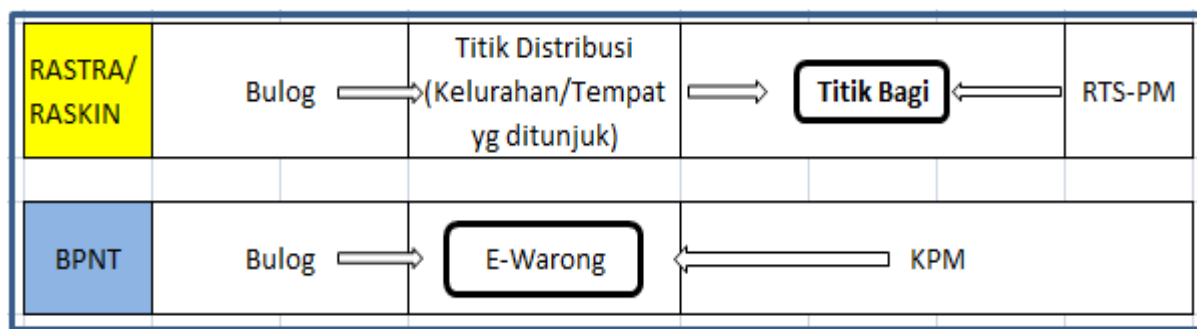 RASTRA/
RASKIN
Bulog
Titik Distribusi
(Kelurahan/Tempat
yg ditunjuk)
Titik Bagi
RTS-PM
BPNT
Bulog
E-Warong
KPM